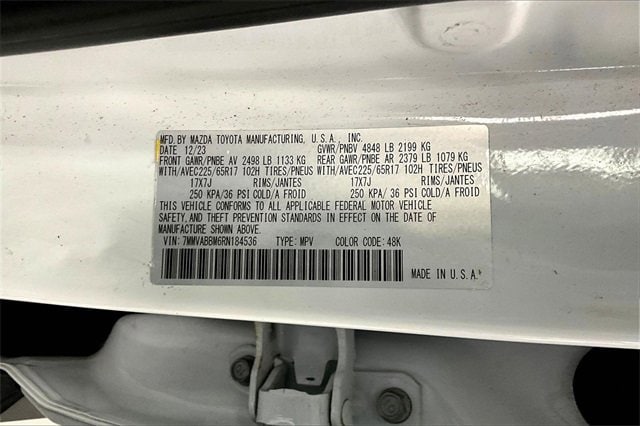 MFD. BY MAZDA TOYOTA MANUFACTURING, U.S.A., INC.
DATE 12/23 GVWR/PNBV 4848 LB 2199 KG
FRONT GAWR/PNBE AV 2498 LB 1133 KG REAR GAWR/PNBE AR 2379 LB 1079 KG
WITH/AVEC225/65R17 102H TIRES/PNEUS WITH/AVEC225/65R17 102H TIRES/PNEUS
17X7J RIMS/JANTES 17X7J RIMS/JANTES
250 KPA/36 PSI COLD/A FROID 250 KPA/ 36 PSI COLD/A FROID
THIS VEHICLE CONFORMS TO ALL APPLICABLE FEDERAL MOTOR VEHICLE
SAFETY, AND THEFT PREVENTION STANDARDS IN EFFECT ON THE DATE OF
MANUFACTURE SHOWN ABOVE.
VIN: 7MMVABBM6RN184536 TYPE: MPV COLOR CODE: 48K
MADE IN U.S.A.